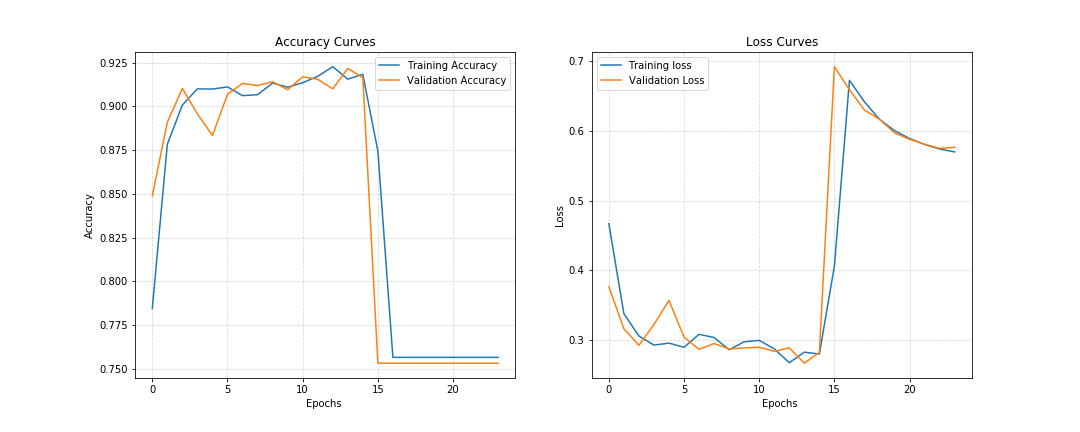 Accuracy Curves
Training Accuracy
Validation Accuracy
0.925
0.900
0.875
0.850
0.825
0.800
0.775
0.750
Accuracy
0 5 10 15 20
Epochs
Loss Curves
Training loss
Validation Loss
0.7
0.6
0.5
0.4
0.3
Loss
0 5 10 15 20
Epochs